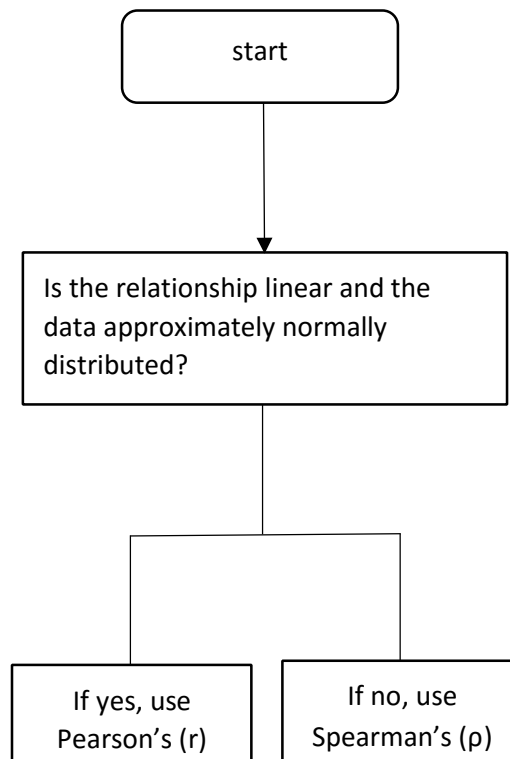 start
Is the relationship linear and the
data approximately normally
distributed?
If yes, use
Pearson's (r)
If no, use
Spearman's (ρ)